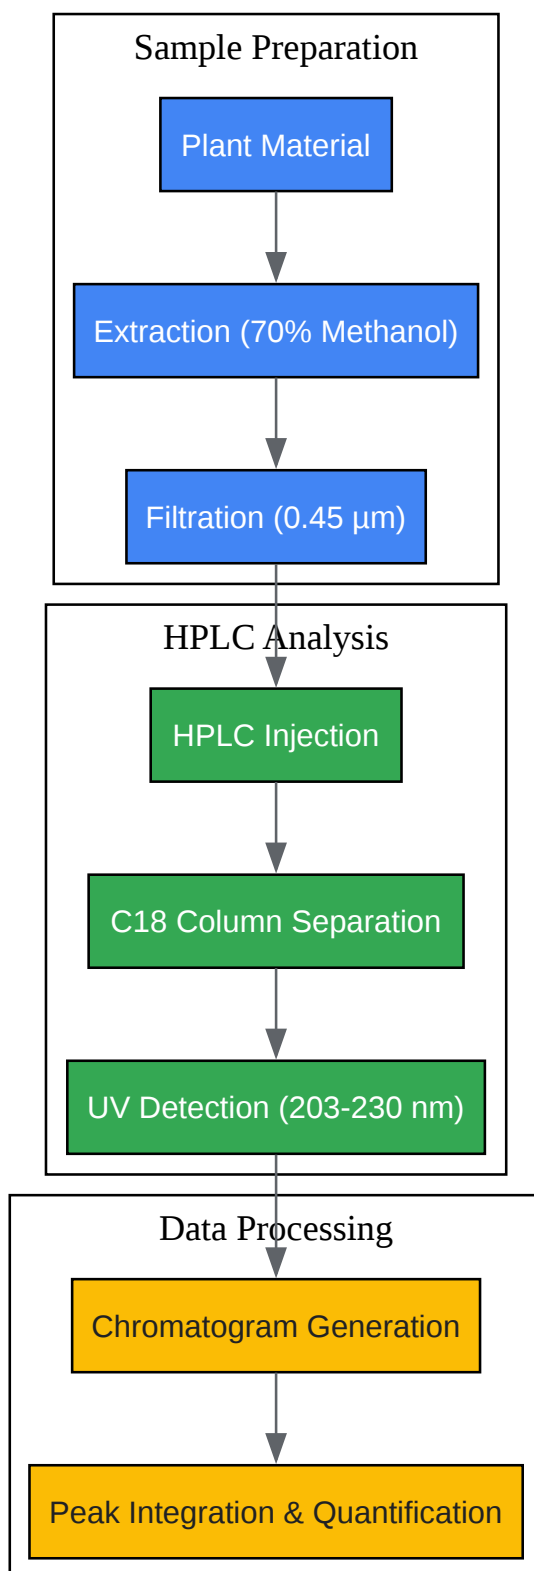 Sample Preparation
Plant Material
Extraction (70% Methanol)
Filtration (0.45 µm)
HPLC Analysis
HPLC Injection
C18 Column Separation
UV Detection (203-230 nm)
Data Processing
Chromatogram Generation
Peak Integration & Quantification